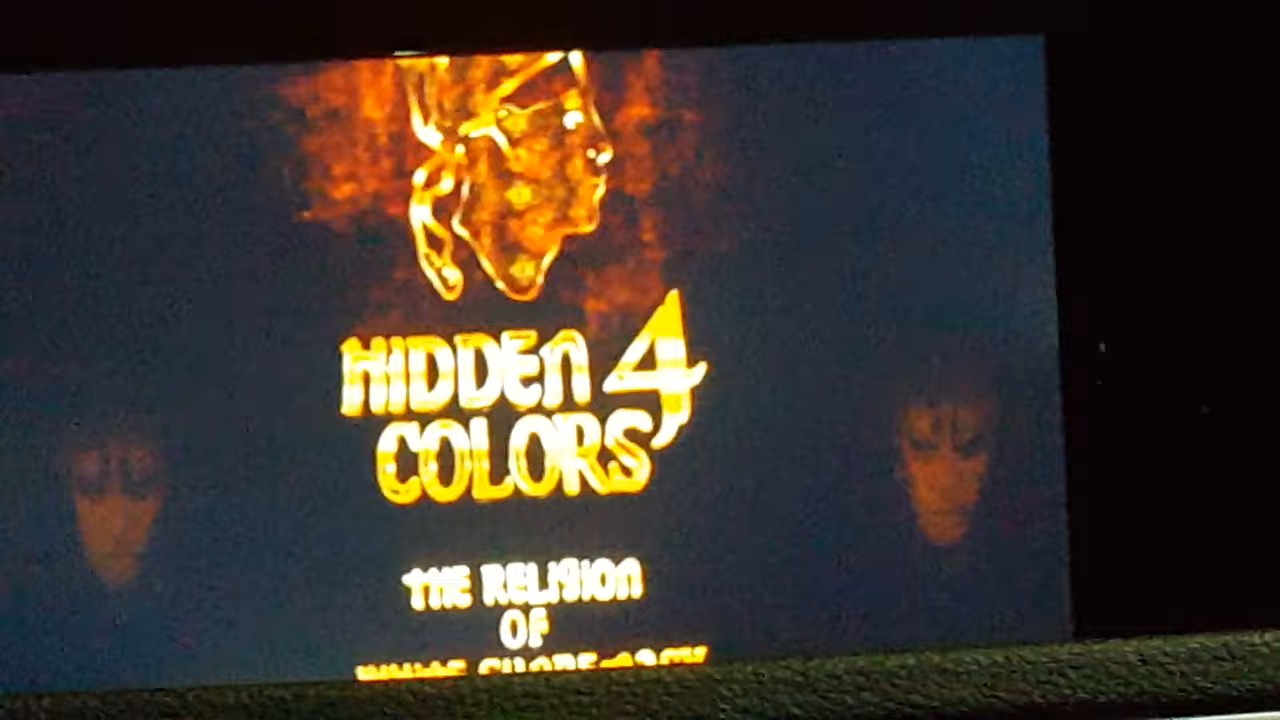 HIDDEN 4
COLORS
THE RELIGION
OF